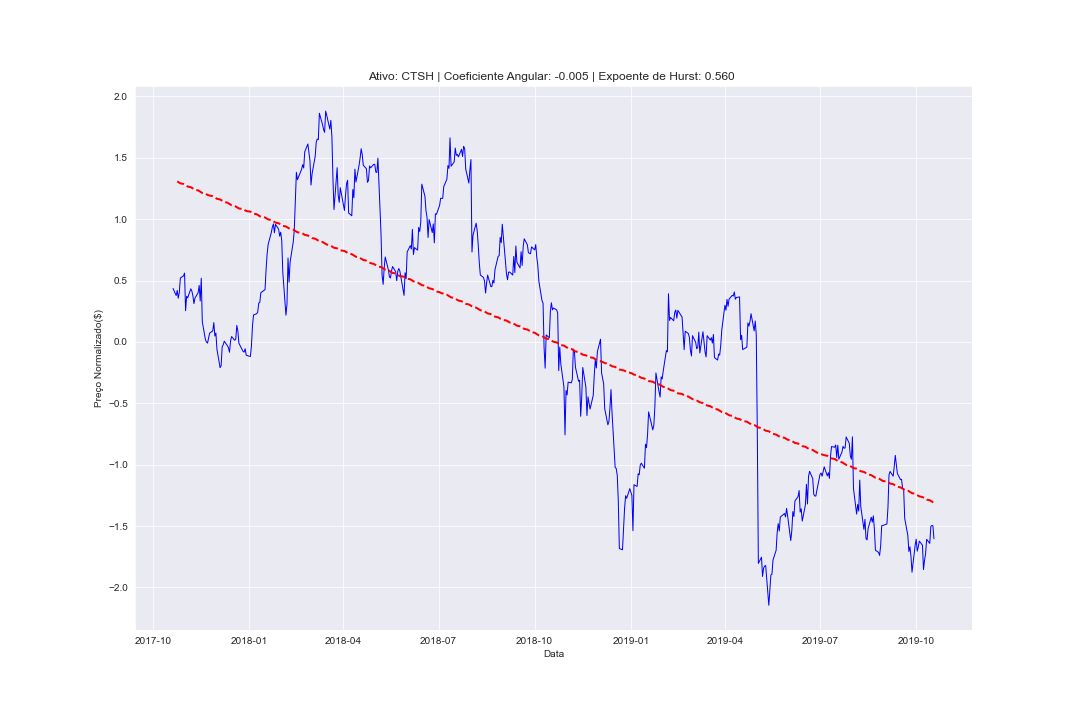 Ativo: CTSH | Coeficiente Angular: -0.005 | Expoente de Hurst: 0.560
2.0
1.5
1.0
0.5
0.0
−0.5
−1.0
−1.5
−2.0
Preço Normalizado($)
2017-10 2018-01 2018-04 2018-07 2018-10 2019-01 2019-04 2019-07 2019-10
Data